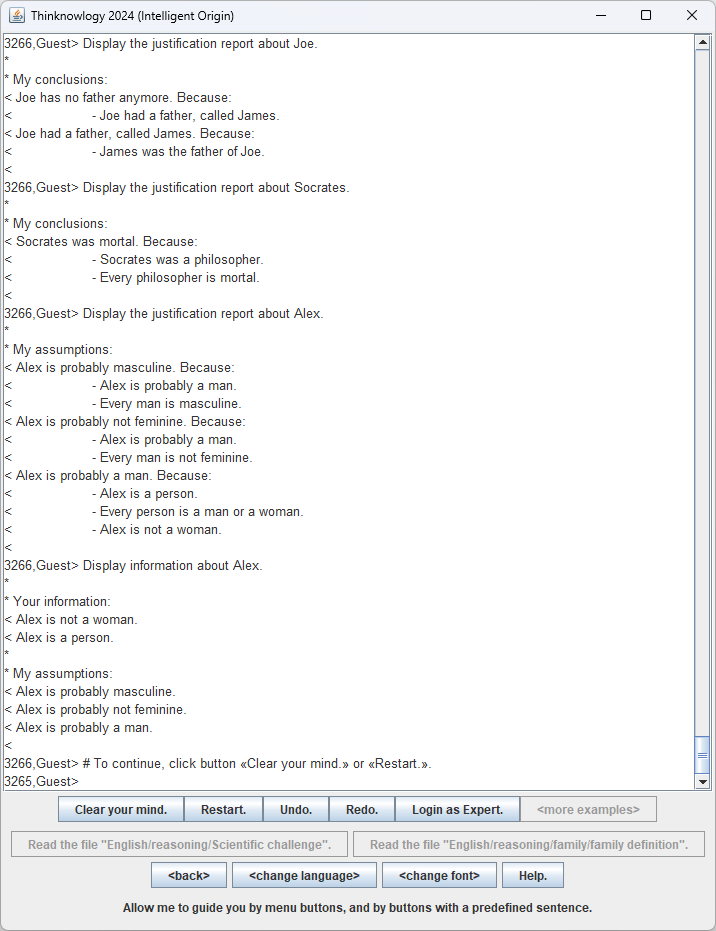 Thinknowlogy 2024 (Intelligent Origin)
3266,Guest> Display the justification report about Joe.
*
* My conclusions:
< Joe has no father anymore. Because:
< - Joe had a father, called James.
< Joe had a father, called James. Because:
< - James was the father of Joe.
<
3266,Guest> Display the justification report about Socrates.
*
* My conclusions:
< Socrates was mortal. Because:
< - Socrates was a philosopher.
< - Every philosopher is mortal.
<
3266,Guest> Display the justification report about Alex.
*
* My assumptions:
< Alex is probably masculine. Because:
< - Alex is probably a man.
< - Every man is masculine.
< Alex is probably not feminine. Because:
< - Alex is probably a man.
< - Every man is not feminine.
< Alex is probably a man. Because:
< - Alex is a person.
< - Every person is a man or a woman.
< - Alex is not a woman.
<
3266,Guest> Display information about Alex.
*
* Your information:
< Alex is not a woman.
< Alex is a person.
*
* My assumptions:
< Alex is probably masculine.
< Alex is probably not feminine.
< Alex is probably a man.
<
3266,Guest> # To continue, click button «Clear your mind.» or «Restart.».
3265,Guest>
Clear your mind. Restart. Undo. Redo. Login as Expert. <more examples>
Read the file "English/reasoning/Scientific challenge". Read the file "English/reasoning/family/family definition".
<back> <change language> <change font> Help.
Allow me to guide you by menu buttons, and by buttons with a predefined sentence.